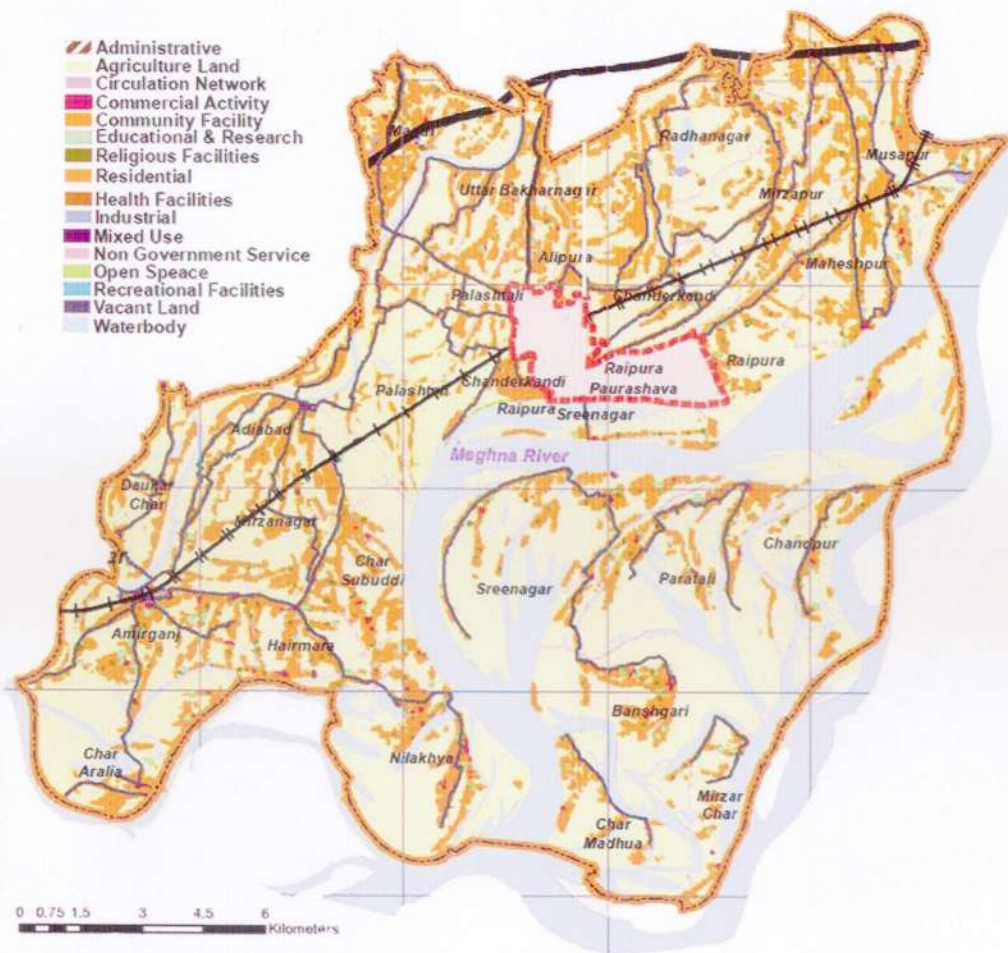 Administrative
Agriculture Land
Circulation Network
Commercial Activity
Community Facility
Educational & Research
Religious Facilities
Residential
Health Facilities
Industrial
Mixed Use
Non Government Service
Open Speace
Recreational Facilities
Vacant Land
Waterbody
Radhanagar
Musapur
Uttar Bakharnagar
Mirzapur
Alipura
Maheshpur
Palashtali
Chanderkandi
Raipura
Raipura
Paurashava
Chanderkandi
Raipura
Sreenagar
Adiabad
Meghna River
Daukar
Char
Mirzanagar
Char
Subuddi
Sreenagar
Paratali
Chandpur
Amirganj
Hairmara
Banshgari
Nilakhya
Char
Aralia
Mirzar
Char
Char
Madhua
0 0.75 1.5 3 4.5 6
Kilometers